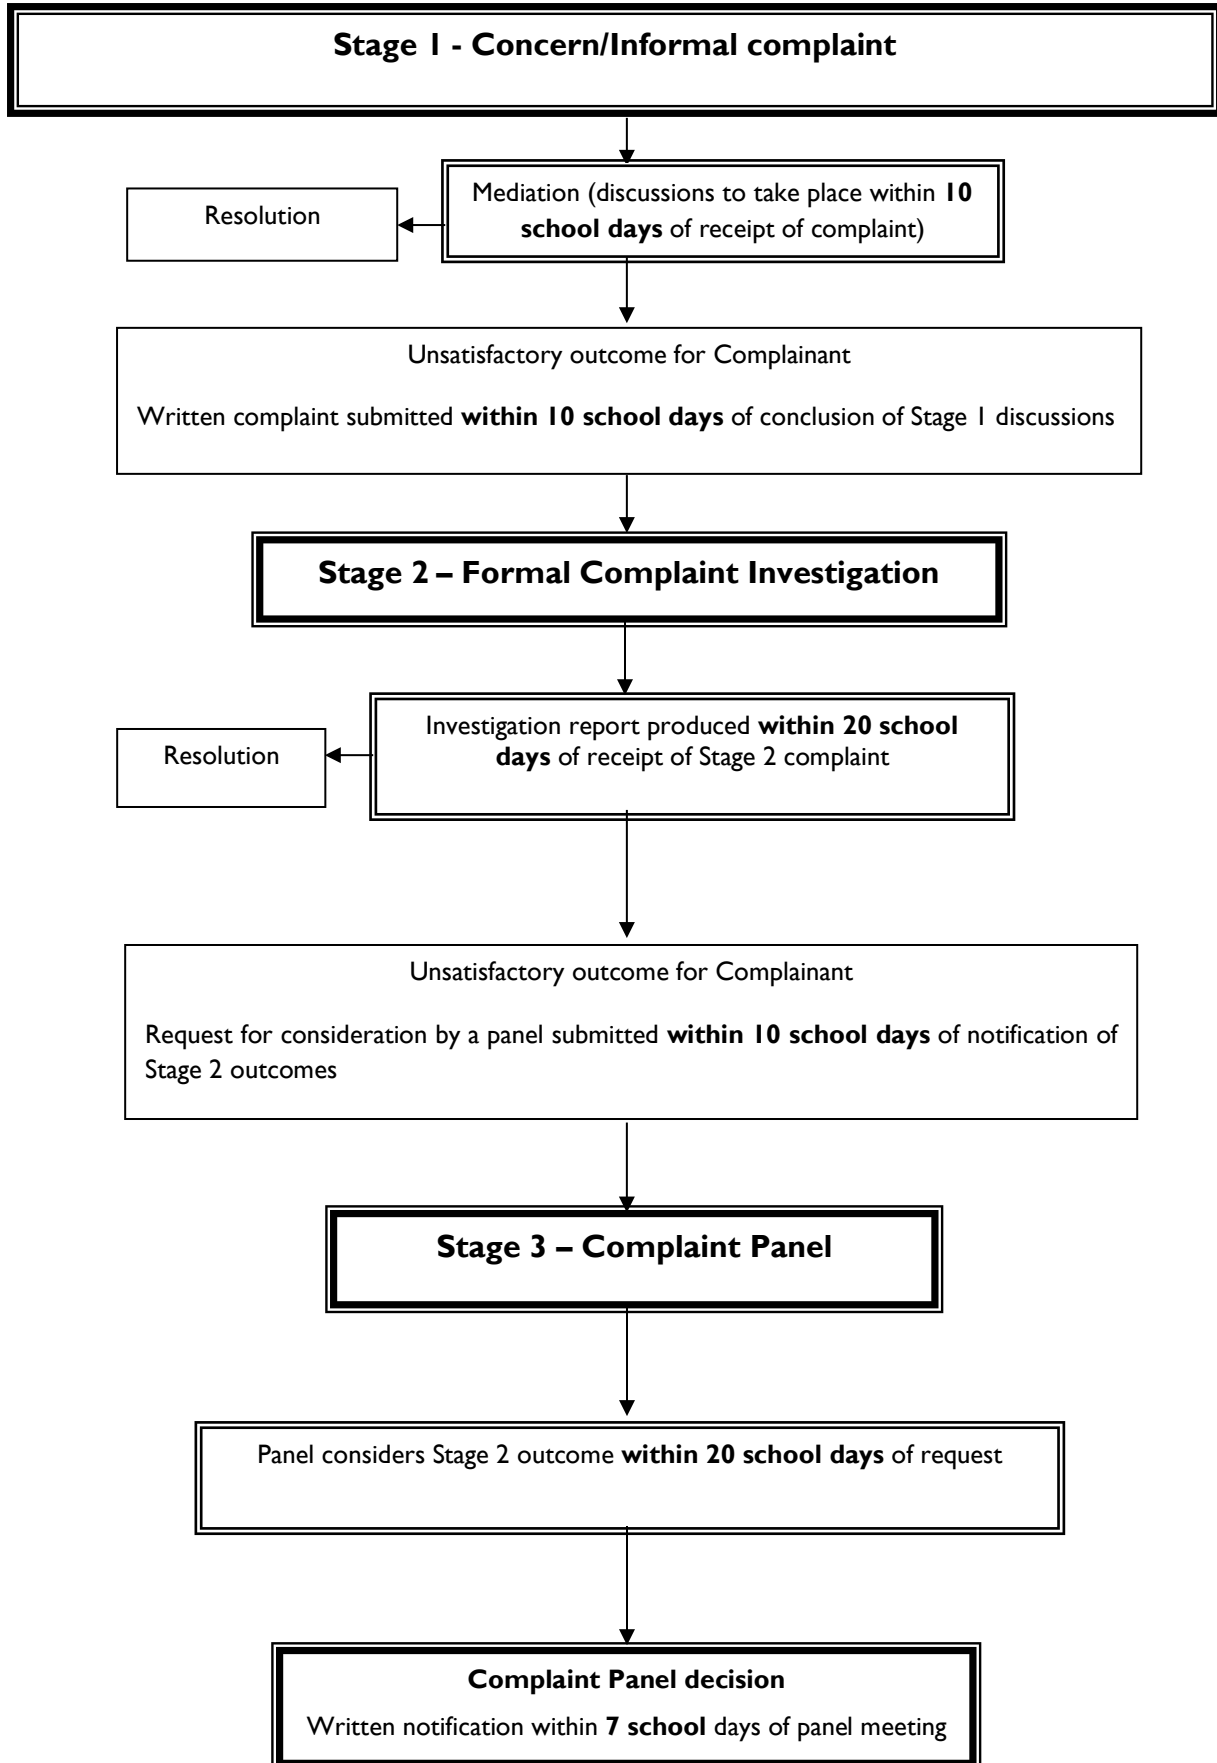 Stage 1 - Concern/Informal complaint
Mediation (discussions to take place within 10
school days of receipt of complaint)
Resolution
Unsatisfactory outcome for Complainant
Written complaint submitted within 10 school days of conclusion of Stage 1 discussions
Stage 2 – Formal Complaint Investigation
Investigation report produced within 20 school
days of receipt of Stage 2 complaint
Resolution
Unsatisfactory outcome for Complainant
Request for consideration by a panel submitted within 10 school days of notification of
Stage 2 outcomes
Stage 3 – Complaint Panel
Panel considers Stage 2 outcome within 20 school days of request
Complaint Panel decision
Written notification within 7 school days of panel meeting